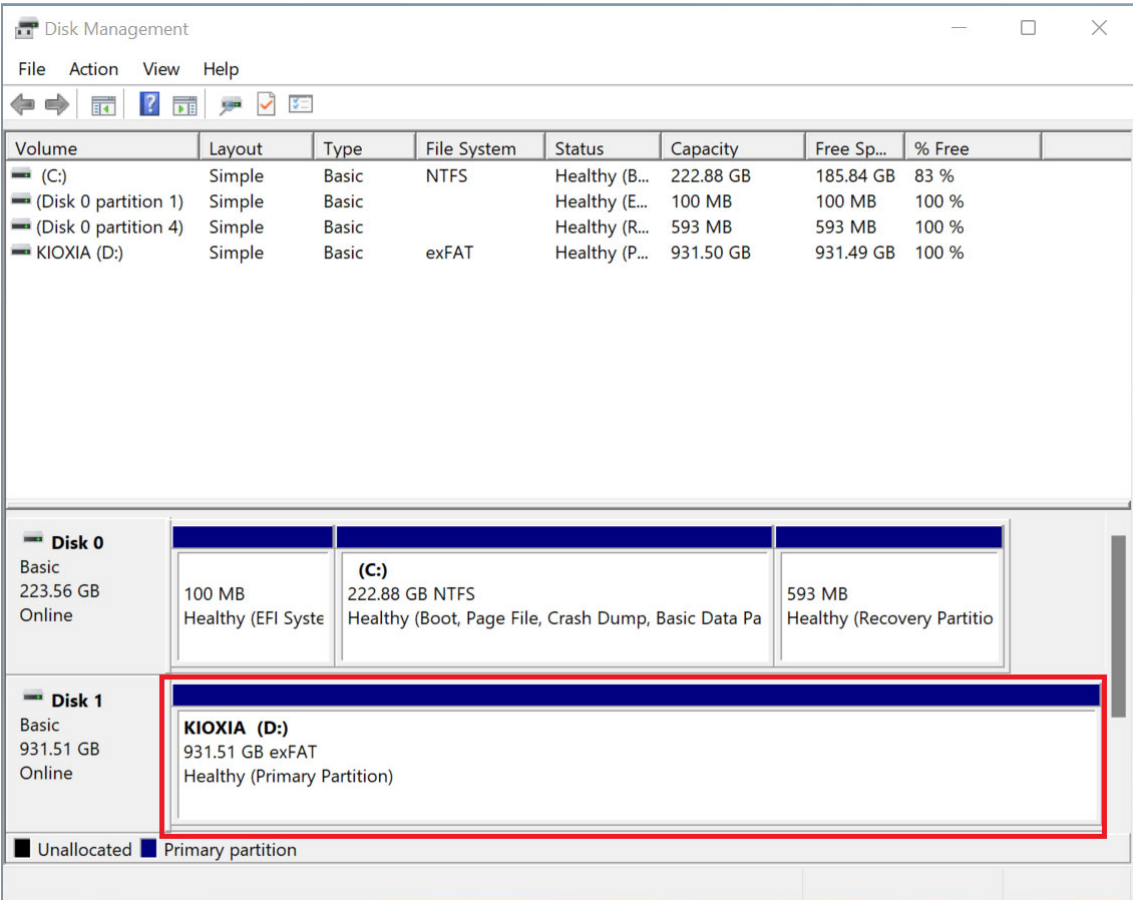 Disk Management
File Action View Help
Volume Layout Type File System Status Capacity Free Sp... % Free
(C:) Simple Basic NTFS Healthy (B... 222.88 GB 185.84 GB 83 %
(Disk 0 partition 1) Simple Basic Healthy (E... 100 MB 100 MB 100 %
(Disk 0 partition 4) Simple Basic Healthy (R... 593 MB 593 MB 100 %
KIOXIA (D:) Simple Basic exFAT Healthy (P... 931.50 GB 931.49 GB 100 %
Disk 0
Basic
223.56 GB
Online
100 MB
Healthy (EFI Syste
(C:)
222.88 GB NTFS
Healthy (Boot, Page File, Crash Dump, Basic Data Pa
593 MB
Healthy (Recovery Partitio
Disk 1
Basic
931.51 GB
Online
KIOXIA (D:)
931.51 GB exFAT
Healthy (Primary Partition)
Unallocated Primary partition